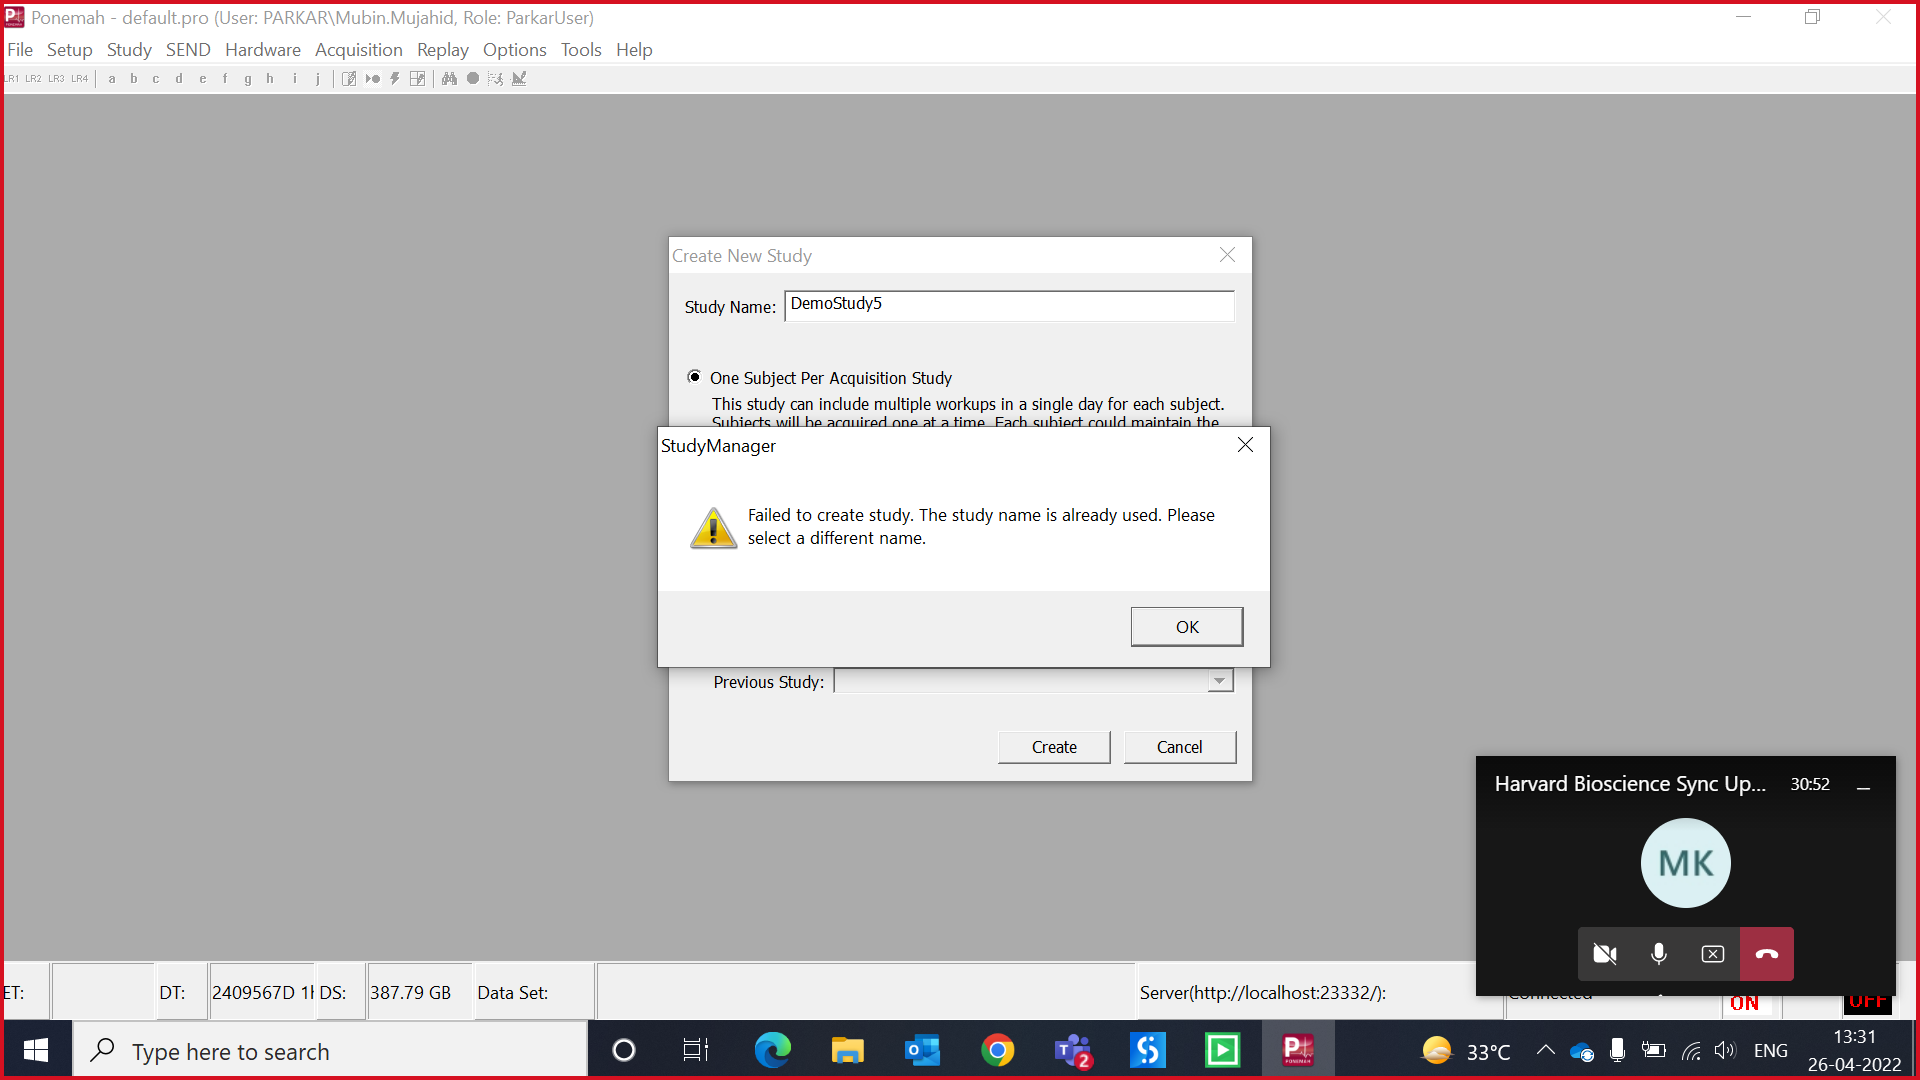 Ponemah - default.pro (User: PARKAR\Mubin.Mujahid, Role: ParkarUser)
File Setup Study SEND Hardware Acquisition Replay Options Tools Help
LR1 LR2 LR3 LR4 a b c d e f g h i j
Create New Study
Study Name: DemoStudy5
One Subject Per Acquisition Study
This study can include multiple workups in a single day for each subject.
Subjects will be acquired one at a time. Each subject could maintain the
StudyManager
Failed to create study. The study name is already used. Please
select a different name.
OK
Previous Study:
Create Cancel
Harvard Bioscience Sync Up... 30:52
MK
ET: DT: 2409567D 1 DS: 387.79 GB Data Set: Server(http://localhost:23332/): Connected ON OFF
Type here to search
2
33°C ENG
13:31
26-04-2022